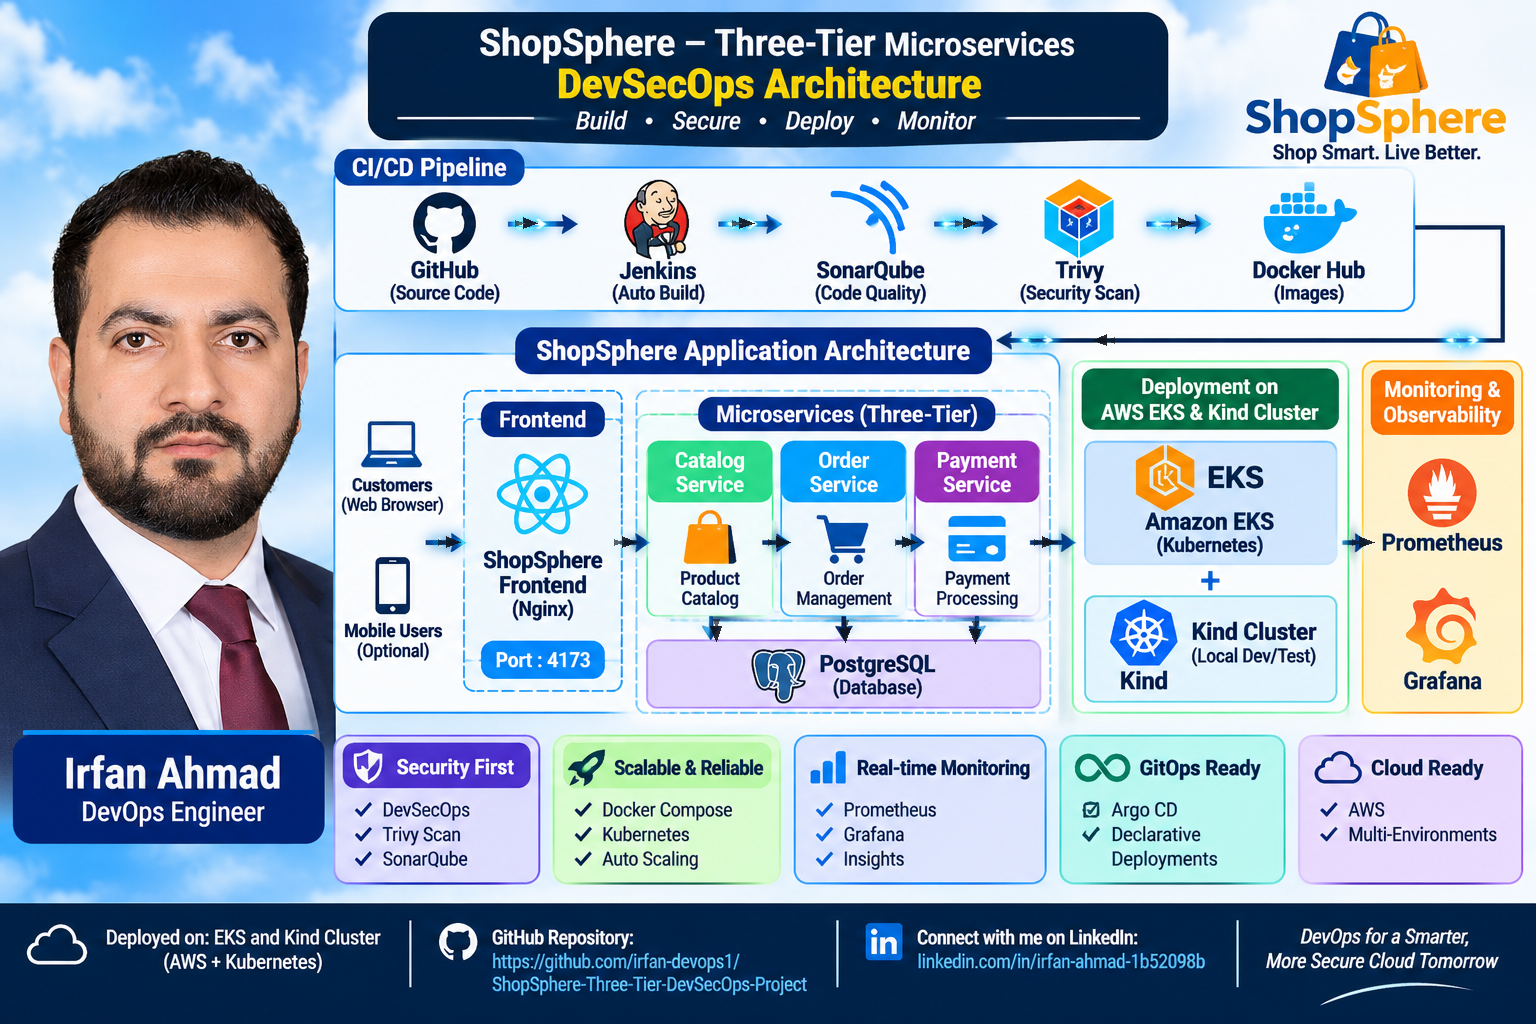 ShopSphere – Three-Tier Microservices
DevSecOps Architecture
Build • Secure • Deploy • Monitor
ShopSphere
Shop Smart. Live Better.
CI/CD Pipeline
GitHub
(Source Code)
Jenkins
(Auto Build)
SonarQube
(Code Quality)
Trivy
(Security Scan)
Docker Hub
(Images)
ShopSphere Application Architecture
Customers
(Web Browser)
Mobile Users
(Optional)
Frontend
ShopSphere
Frontend
(Nginx)
Port : 4173
Microservices (Three-Tier)
Catalog
Service
Product
Catalog
Order
Service
Order
Management
Payment
Service
Payment
Processing
PostgreSQL
(Database)
Deployment on
AWS EKS & Kind Cluster
EKS
Amazon EKS
(Kubernetes)
+
Kind
Kind Cluster
(Local Dev/Test)
Monitoring &
Observability
Prometheus
Grafana
Irfan Ahmad
DevOps Engineer
Security First
DevSecOps
Trivy Scan
SonarQube
Scalable & Reliable
Docker Compose
Kubernetes
Auto Scaling
Real-time Monitoring
Prometheus
Grafana
Insights
GitOps Ready
Argo CD
Declarative
Deployments
Cloud Ready
AWS
Multi-Environments
Deployed on: EKS and Kind Cluster
(AWS + Kubernetes)
GitHub Repository:
https://github.com/irfan-devops1/
ShopSphere-Three-Tier-DevSecOps-Project
in
Connect with me on LinkedIn:
linkedin.com/in/irfan-ahmad-1b52098b
DevOps for a Smarter,
More Secure Cloud Tomorrow